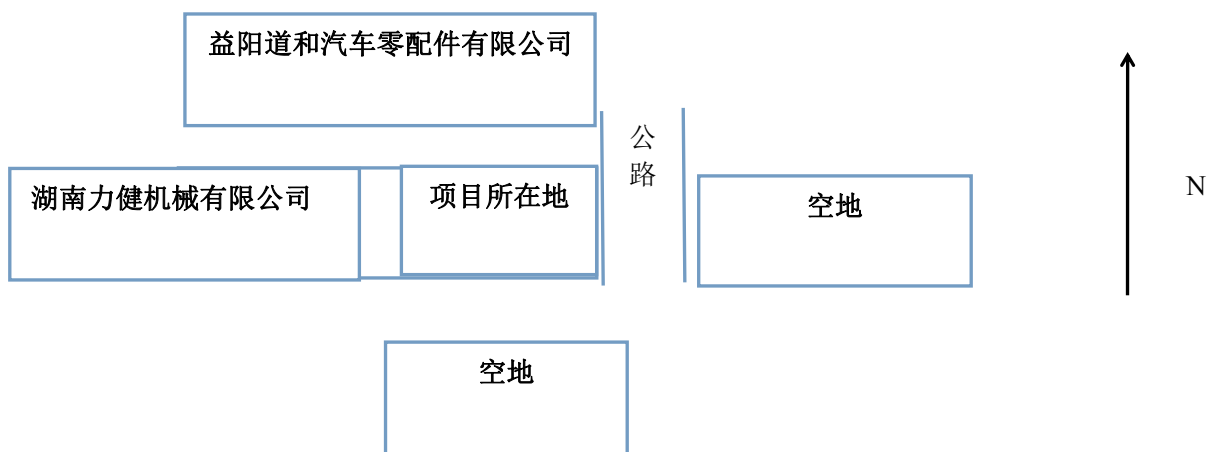 益阳道和汽车零配件有限公司
公
路
湖南力健机械有限公司
项目所在地
空地
N
空地